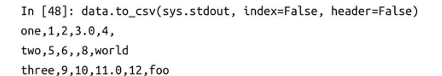 In [48]: data.to_csv(sys.stdout, index=False, header=False)
one,1,2,3.0,4,
two,5,6,,8,world
three,9,10,11.0,12,foo